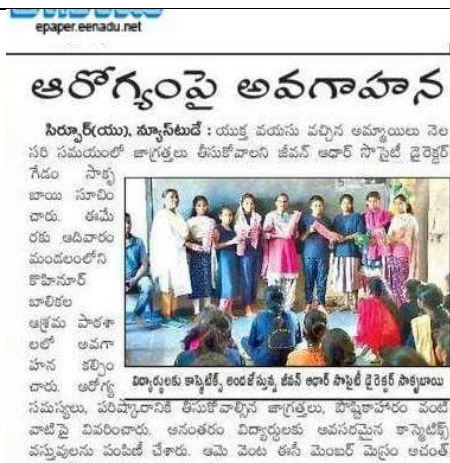 epaper.eenadu.net
ఆరోగ్యంపై అవగాహన
సిర్పూర్(యు), న్యూస్‌టుడే : యుక్త వయసు వచ్చిన అమ్మాయిలు నెల
సరి సమయంలో జాగ్రత్తలు తీసుకోవాలని జీవన్ ఆధార్ సొసైటీ డైరెక్టర్
గేడం సాకృ
బాయి సూచిం
చారు. ఈమే
రకు ఆదివారం
మండలంలోని
కొహినూర్
బాలికల
ఆశ్రమ పాఠశా
లలో అవగా
హన కల్పిం
చారు. ఆరోగ్య
విద్యార్థులకు కాస్మెటిక్స్ అందజేస్తున్న జీవన్ ఆధార్ సొసైటీ డైరెక్టర్ సాకృబాయి
సమస్యలు, పరిష్కారానికి తీసుకోవాల్సిన జాగ్రత్తలు, పౌష్టికాహారం వంటి
వాటిపై వివరించారు. అనంతరం విద్యార్థులకు అవసరమైన కాస్మెటిక్స్
వస్తువులను పంపిణీ చేశారు. ఆమె వెంట ఈసీ మెంబర్ మెస్రం అచంత్